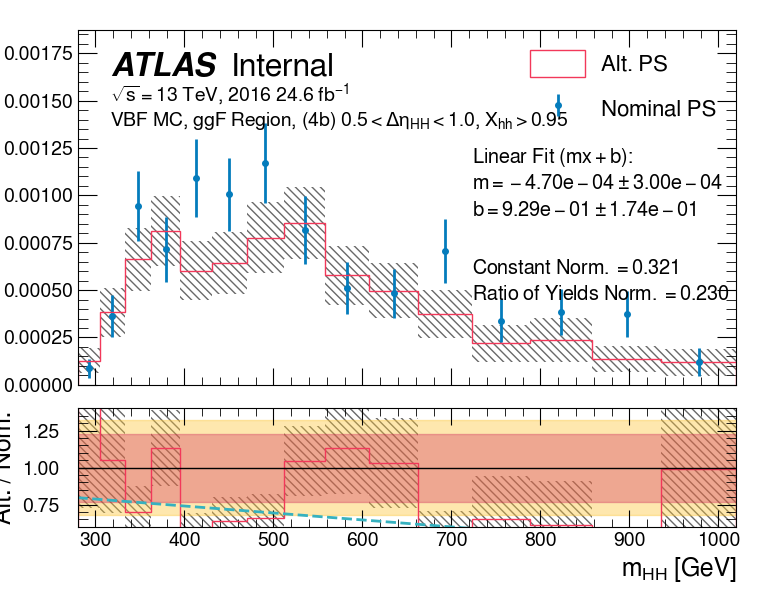 ATLAS Internal
√s = 13 TeV, 2016 24.6 fb⁻¹
VBF MC, ggF Region, (4b) 0.5 < Δη_HH < 1.0, X_hh > 0.95
Alt. PS
Nominal PS
Linear Fit (mx + b):
m = − 4.70e − 04 ± 3.00e − 04
b = 9.29e − 01 ± 1.74e − 01
Constant Norm. = 0.321
Ratio of Yields Norm. = 0.230
0.00175
0.00150
0.00125
0.00100
0.00075
0.00050
0.00025
0.00000
Alt. / Nom.
1.25
1.00
0.75
300 400 500 600 700 800 900 1000
m_HH [GeV]